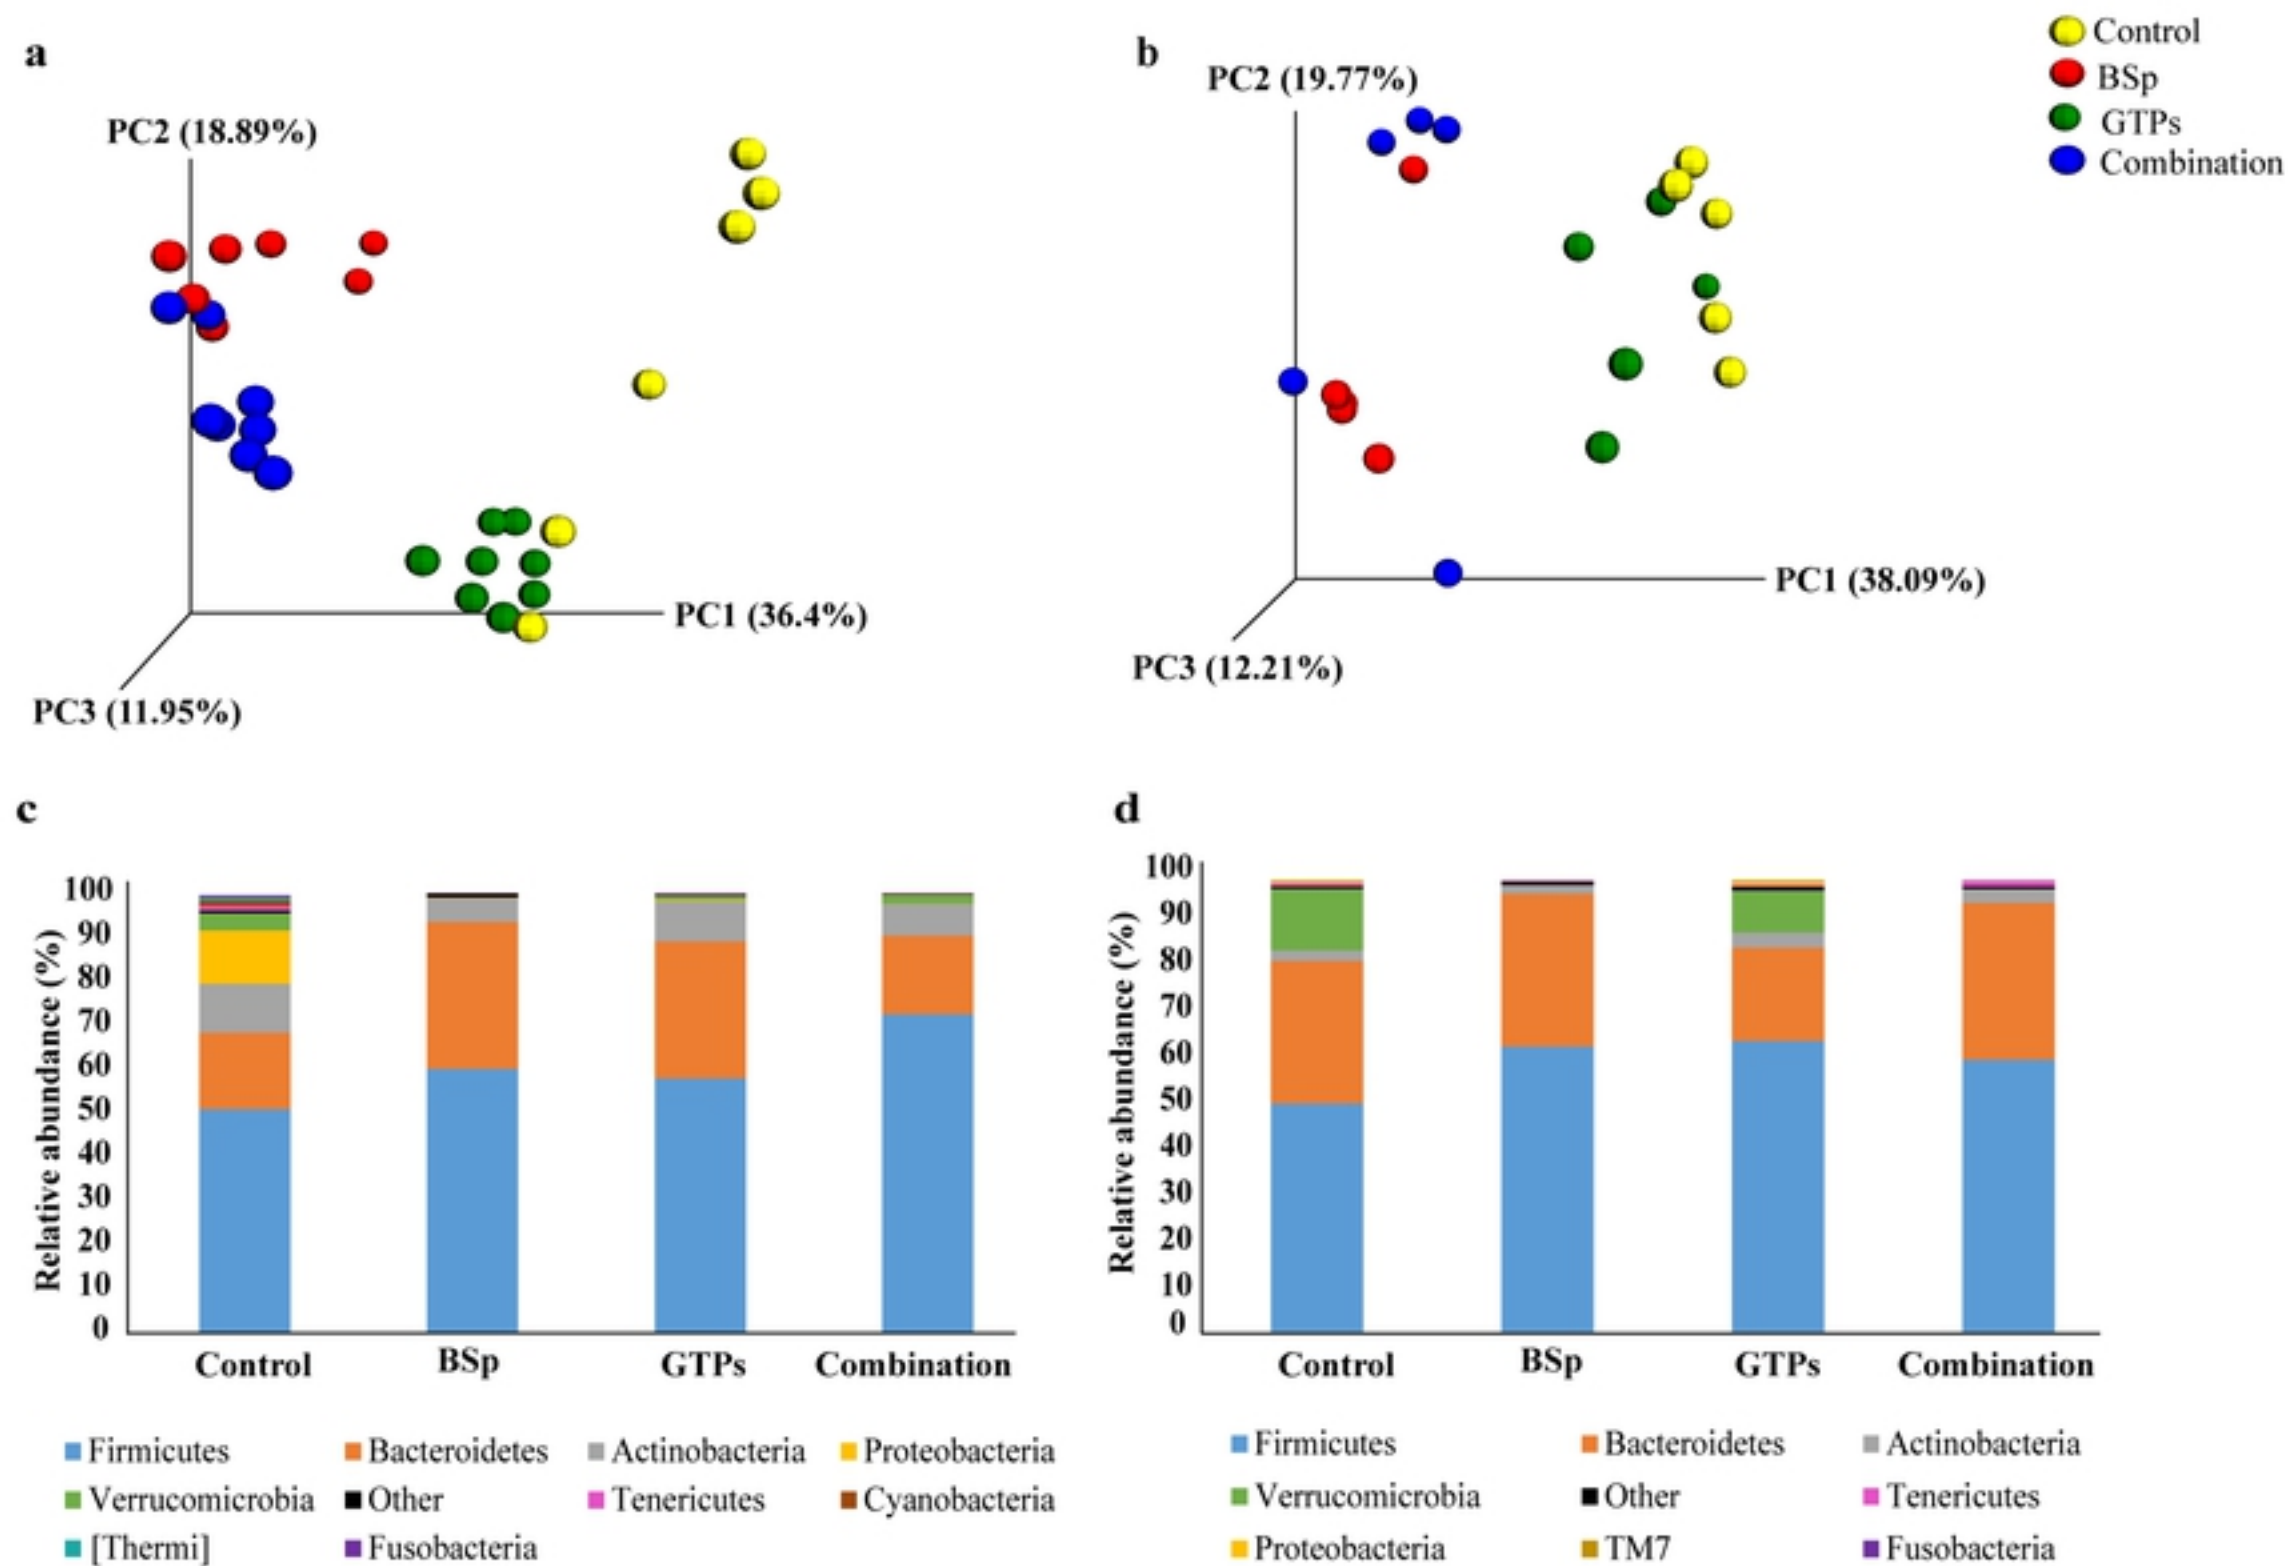 a
b
Control
BSp
GTPs
Combination
PC2 (18.89%)
PC1 (36.4%)
PC3 (11.95%)
PC2 (19.77%)
PC1 (38.09%)
PC3 (12.21%)
c
Relative abundance (%)
100
90
80
70
60
50
40
30
20
10
0
Control
BSp
GTPs
Combination
Firmicutes
Bacteroidetes
Actinobacteria
Proteobacteria
Verrucomicrobia
Other
Tenericutes
Cyanobacteria
[Thermi]
Fusobacteria
d
Relative abundance (%)
100
90
80
70
60
50
40
30
20
10
0
Control
BSp
GTPs
Combination
Firmicutes
Bacteroidetes
Actinobacteria
Verrucomicrobia
Other
Tenericutes
Proteobacteria
TM7
Fusobacteria